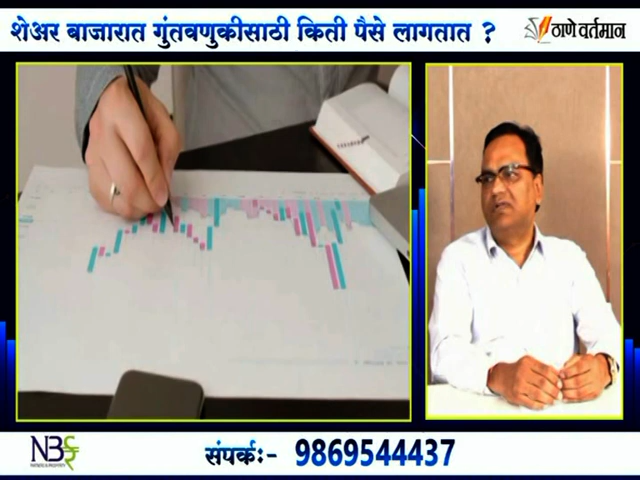 शेअर बाजारात गुंतवणुकीसाठी किती पैसे लागतात ?
ठाणे वर्तमान
NBS
संपर्कः- 9869544437